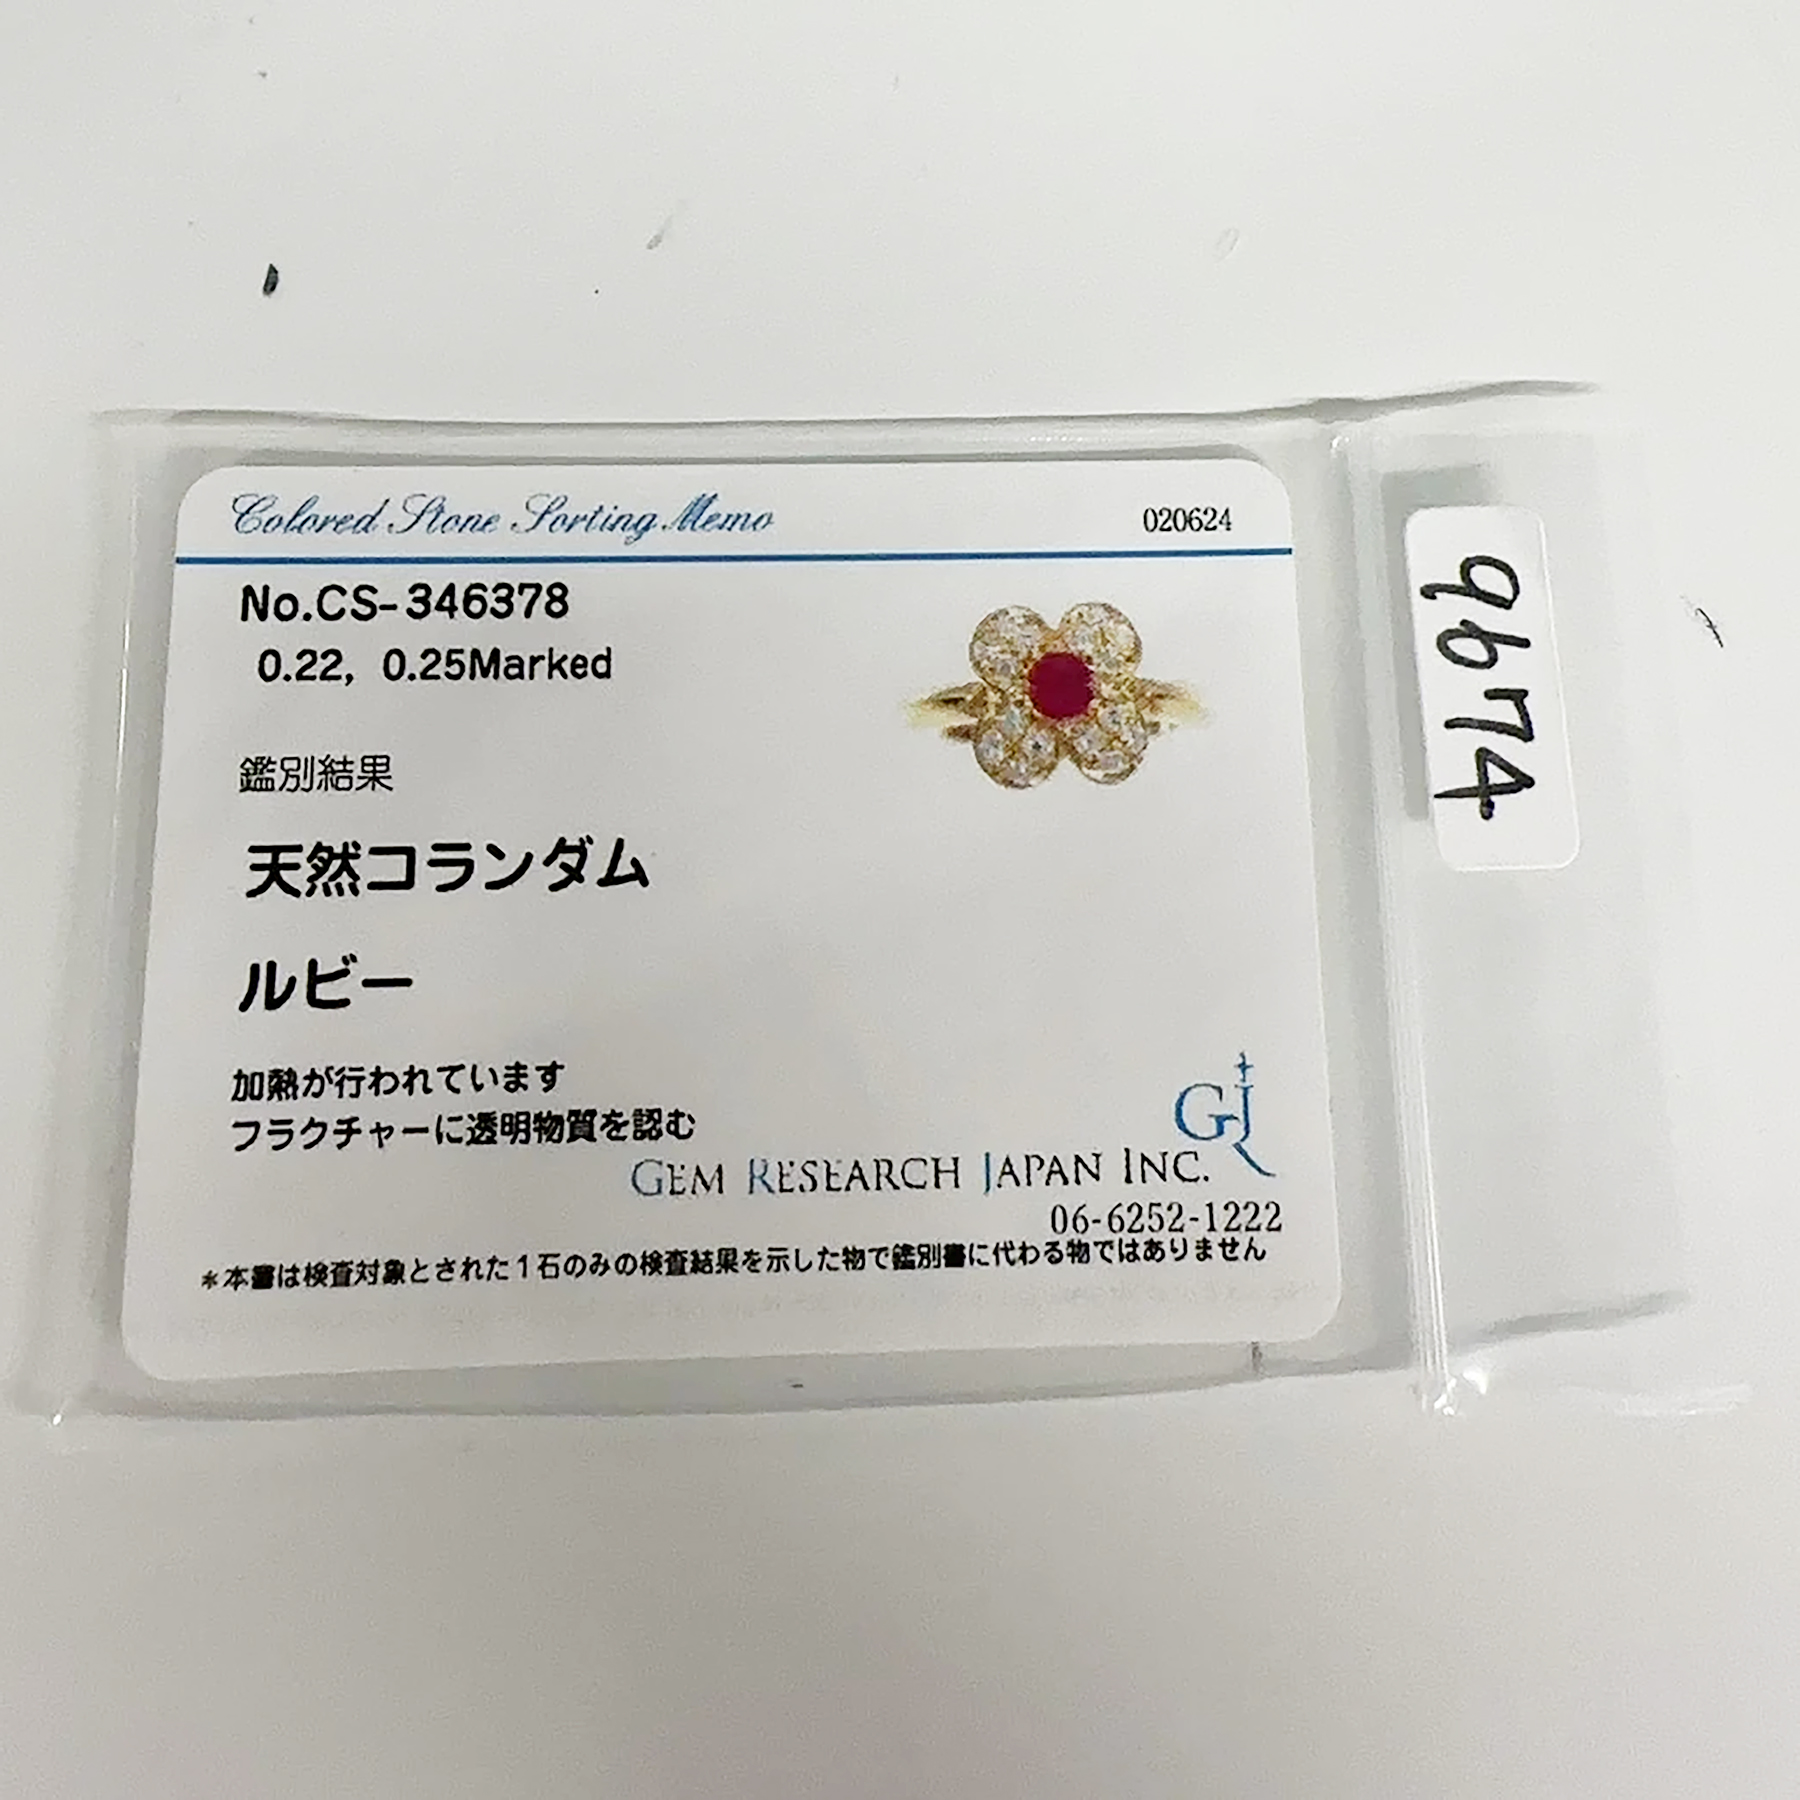 Colored Stone Sorting Memo
020624
No.CS-346378
0.22, 0.25Marked
鑑別結果
天然コランダム
ルビー
加熱が行われています
フラクチャーに透明物質を認む
GJ
GEM RESEARCH JAPAN INC.
06-6252-1222
*本書は検査対象とされた1石のみの検査結果を示した物で鑑別書に代わる物ではありません
9674